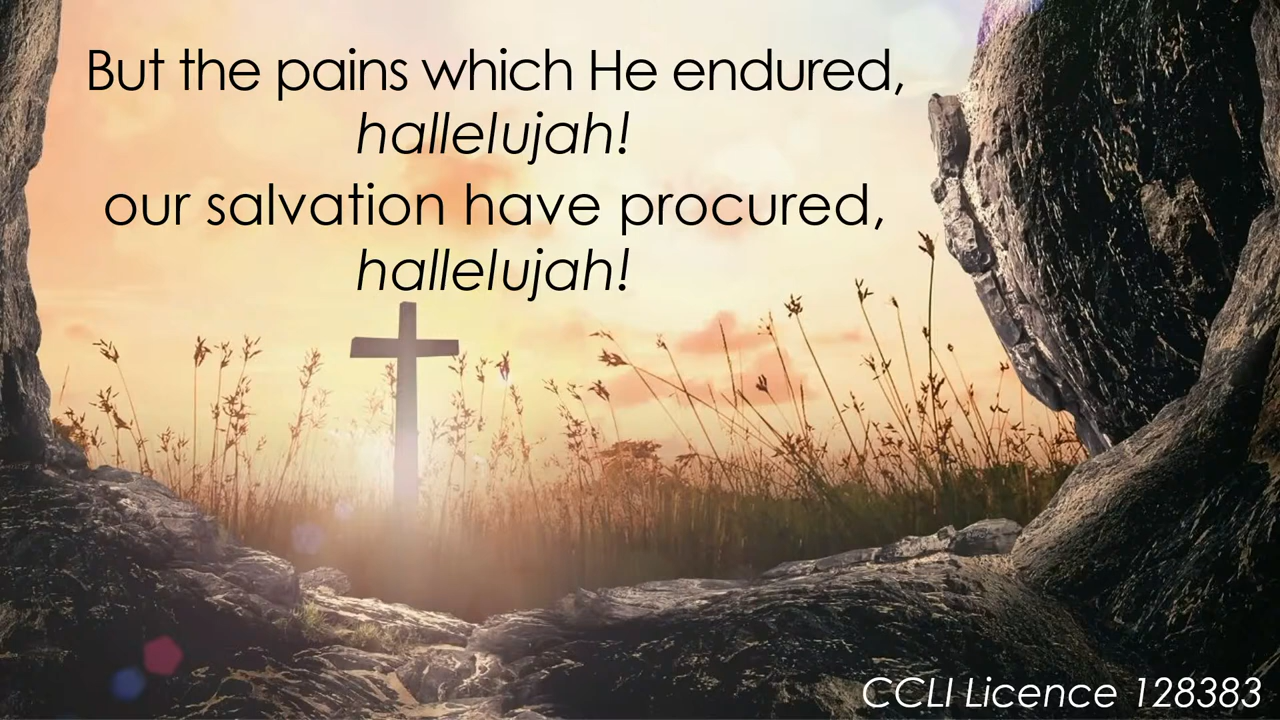 But the pains which He endured,
hallelujah!
our salvation have procured,
hallelujah!
CCLI Licence 128383